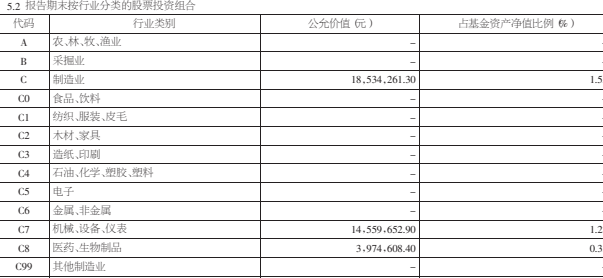 5.2 报告期末按行业分类的股票投资组合
代码 行业类别 公允价值（元） 占基金资产净值比例（%）
A 农、林、牧、渔业 –
B 采掘业 –
C 制造业 18,534,261.30 1.5
C0 食品、饮料 –
C1 纺织、服装、皮毛 –
C2 木材、家具 –
C3 造纸、印刷 –
C4 石油、化学、塑胶、塑料 –
C5 电子 –
C6 金属、非金属 –
C7 机械、设备、仪表 14,559,652.90 1.2
C8 医药、生物制品 3,974,608.40 0.3
C99 其他制造业 –